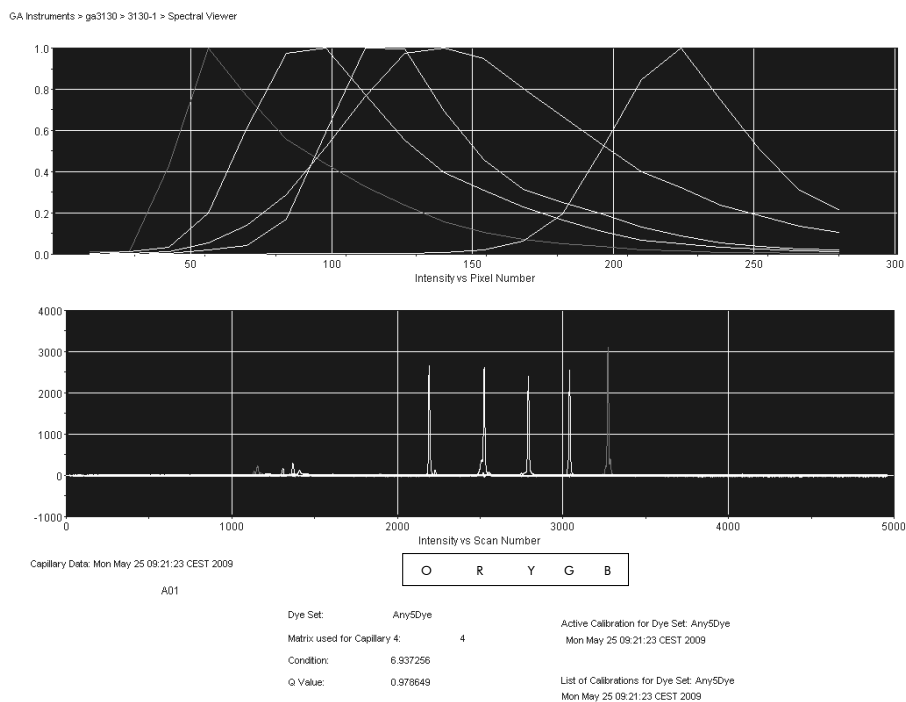 GA Instruments > ga3130 > 3130-1 > Spectral Viewer
1.0
0.8
0.6
0.4
0.2
0.0
50 100 150 200 250 300
Intensity vs Pixel Number
4000
3000
2000
1000
0
-1000
0 1000 2000 3000 4000 5000
Intensity vs Scan Number
Capillary Data: Mon May 25 09:21:23 CEST 2009
A01
O R Y G B
Dye Set: Any5Dye
Matrix used for Capillary 4: 4
Condition: 6.937256
Q Value: 0.978649
Active Calibration for Dye Set: Any5Dye
Mon May 25 09:21:23 CEST 2009
List of Calibrations for Dye Set: Any5Dye
Mon May 25 09:21:23 CEST 2009